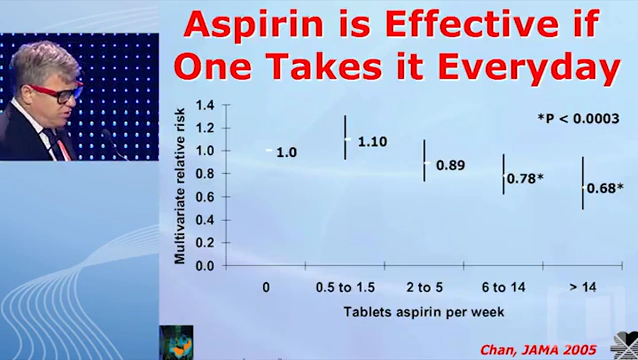 Aspirin is Effective if
One Takes it Everyday
*P < 0.0003
Multivariate relative risk
1.4
1.2
1.0
0.8
0.6
0.4
0.2
0.0
1.0
1.10
0.89
0.78*
0.68*
0
0.5 to 1.5
2 to 5
6 to 14
> 14
Tablets aspirin per week
Chan, JAMA 2005